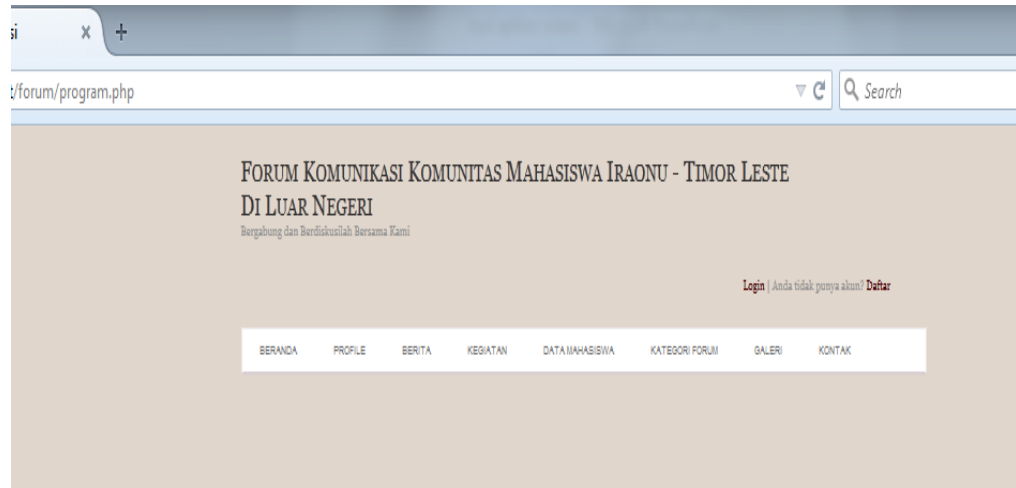 si × +
t/forum/program.php Search
FORUM KOMUNIKASI KOMUNITAS MAHASISWA IRAONU - TIMOR LESTE
DI LUAR NEGERI
Bergabung dan Berdiskusilah Bersama Kami
Login | Anda tidak punya akun? Daftar
BERANDA PROFILE BERITA KEGIATAN DATA MAHASISWA KATEGORI FORUM GALERI KONTAK